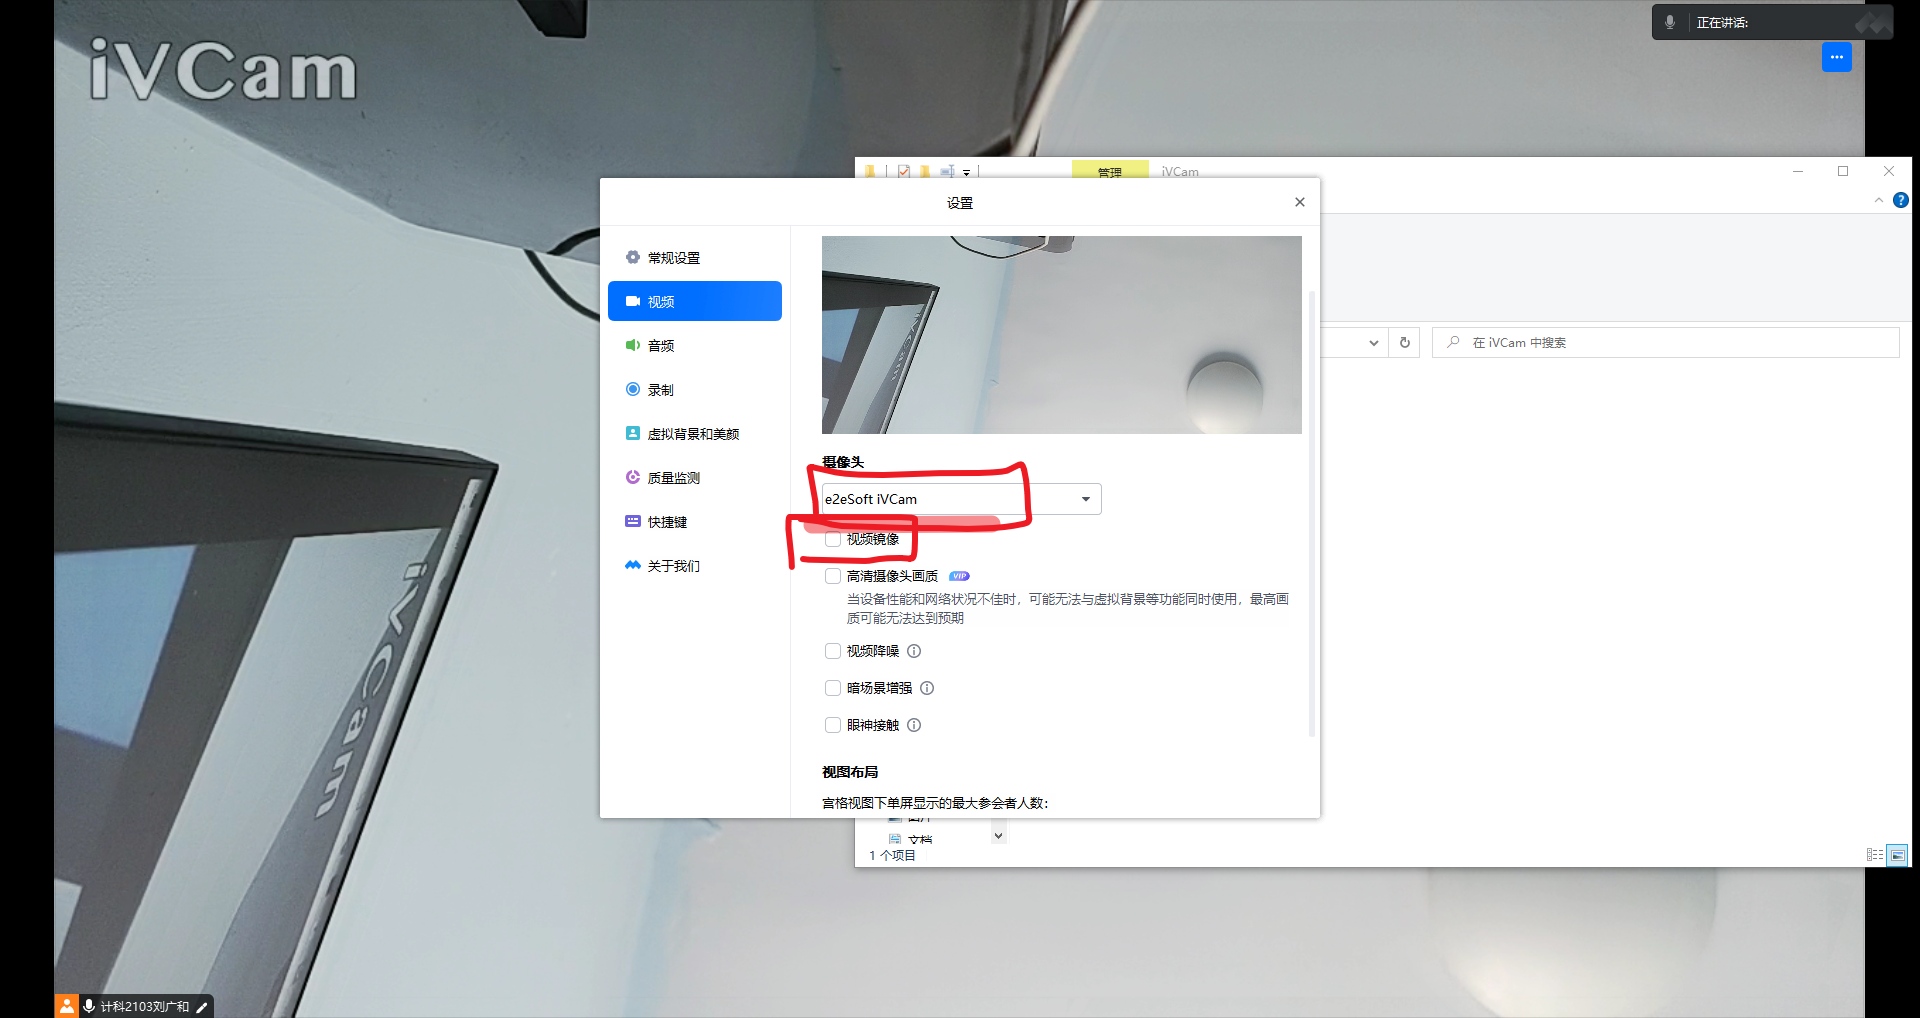 iVCam
正在讲话:
管理
iVCam
设置
常规设置
视频
音频
录制
虚拟背景和美颜
质量监测
快捷键
关于我们
在 iVCam 中搜索
摄像头
e2eSoft iVCam
视频镜像
高清摄像头画质 VIP
当设备性能和网络状况不佳时，可能无法与虚拟背景等功能同时使用，最高画
质可能无法达到预期
视频降噪
暗场景增强
眼神接触
视图布局
宫格视图下单屏显示的最大参会者人数：
图片
文档
1 个项目
iVCam
计科2103刘广和